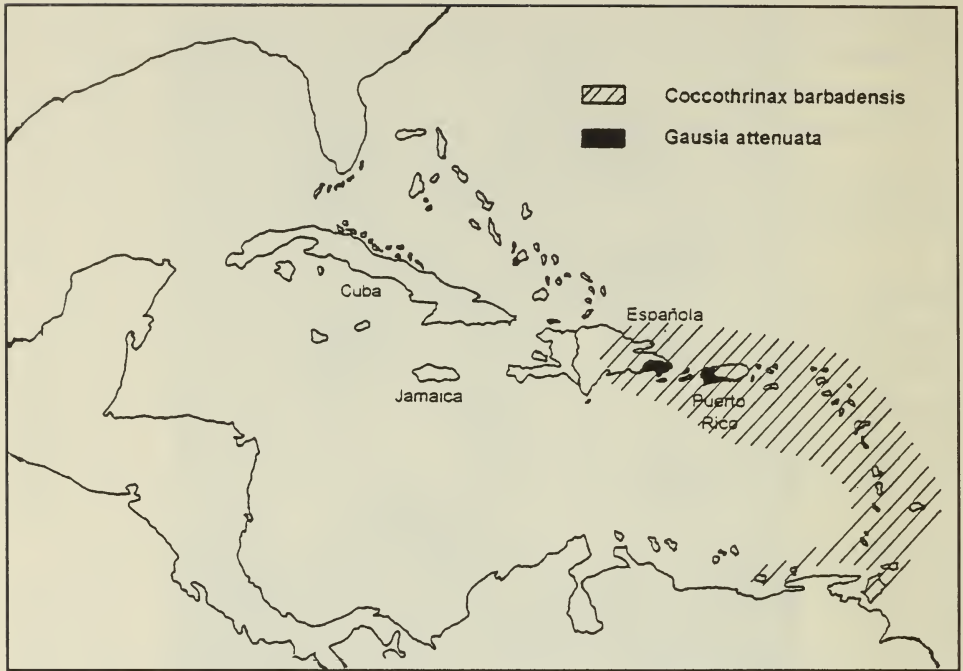 Coccothrinax barbadensis
Gausia attenuata
Española
Cuba
Jamaica
Puerto
Rico